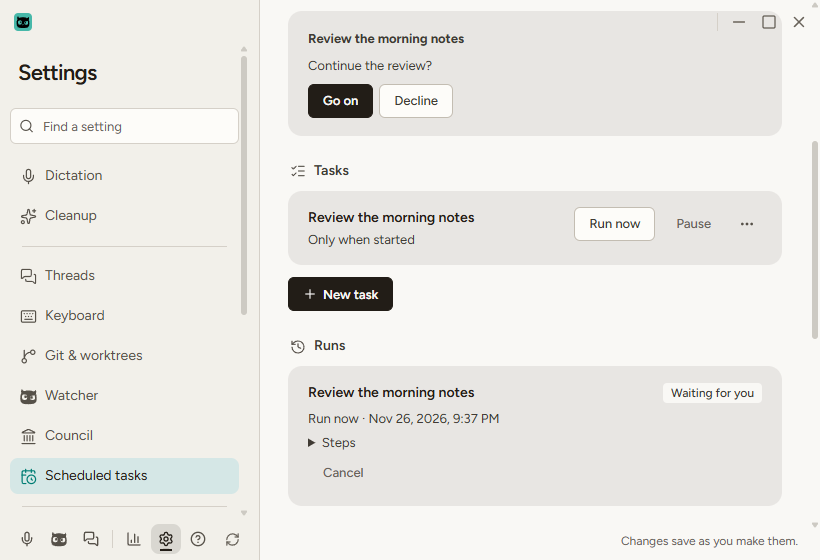 Settings
Find a setting
Dictation
Cleanup
Threads
Keyboard
Git & worktrees
Watcher
Council
Scheduled tasks
Review the morning notes
Continue the review?
Go on
Decline
Tasks
Review the morning notes
Only when started
Run now
Pause
New task
Runs
Review the morning notes
Waiting for you
Run now · Nov 26, 2026, 9:37 PM
Steps
Cancel
Changes save as you make them.